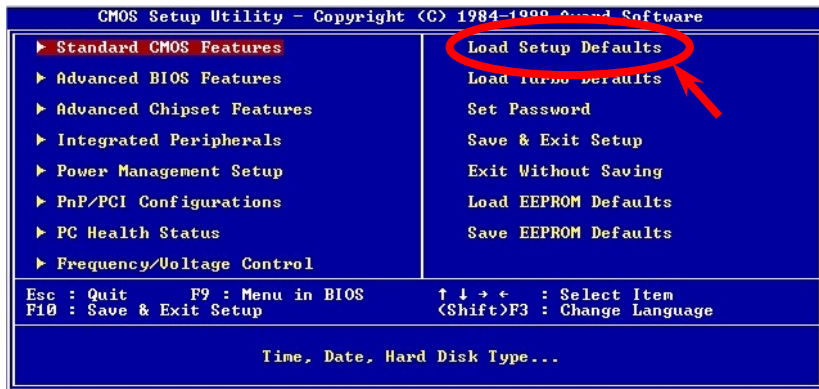 CMOS Setup Utility - Copyright (C) 1984-1999 Award Software
▶ Standard CMOS Features
▶ Advanced BIOS Features
▶ Advanced Chipset Features
▶ Integrated Peripherals
▶ Power Management Setup
▶ PnP/PCI Configurations
▶ PC Health Status
▶ Frequency/Voltage Control
Load Setup Defaults
Load Turbo Defaults
Set Password
Save & Exit Setup
Exit Without Saving
Load EEPROM Defaults
Save EEPROM Defaults
Esc : Quit F9 : Menu in BIOS ↑ ↓ → ← : Select Item
F10 : Save & Exit Setup (Shift)F3 : Change Language
Time, Date, Hard Disk Type...